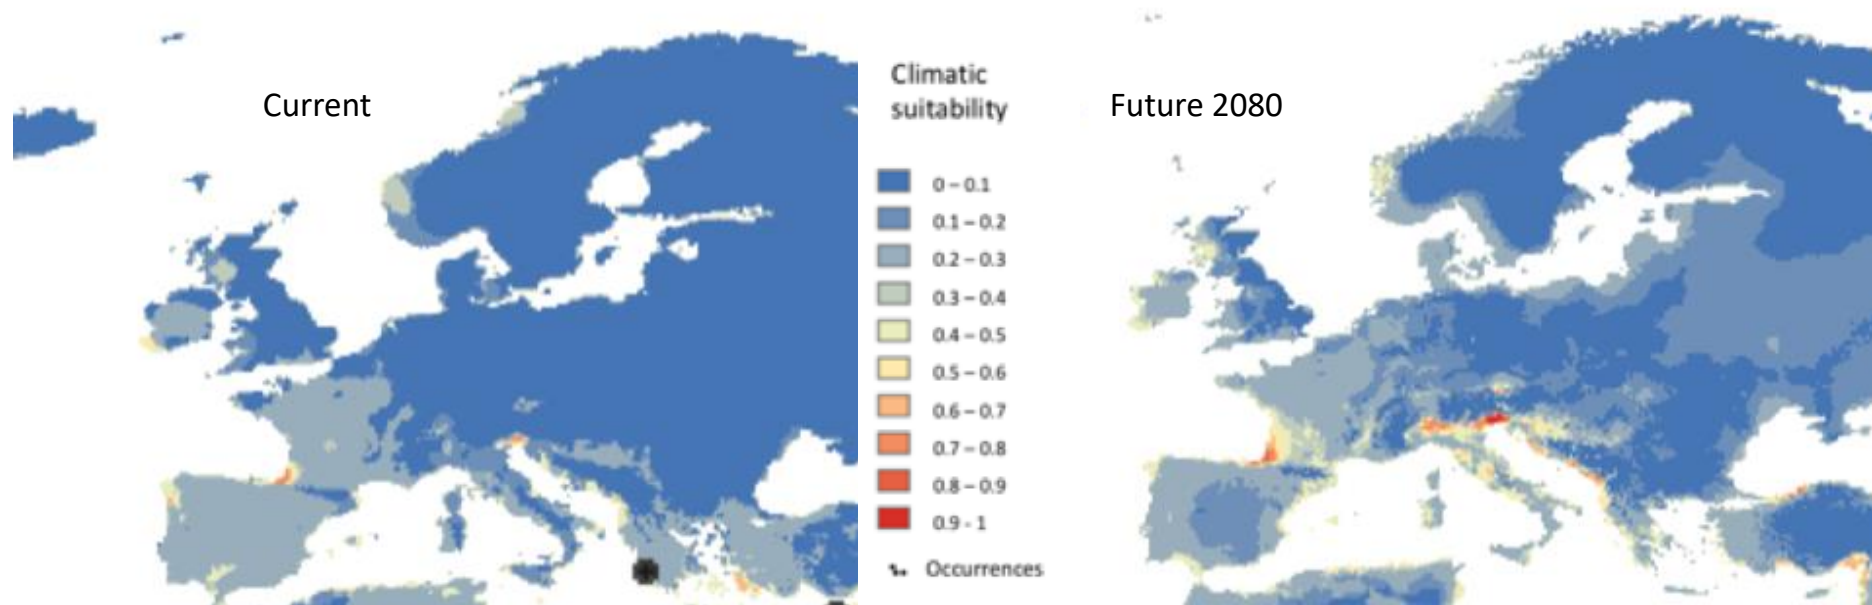 Current
Climatic
suitability
0 – 0.1
0.1 – 0.2
0.2 – 0.3
0.3 – 0.4
0.4 – 0.5
0.5 – 0.6
0.6 – 0.7
0.7 – 0.8
0.8 – 0.9
0.9 - 1
Occurrences
Future 2080